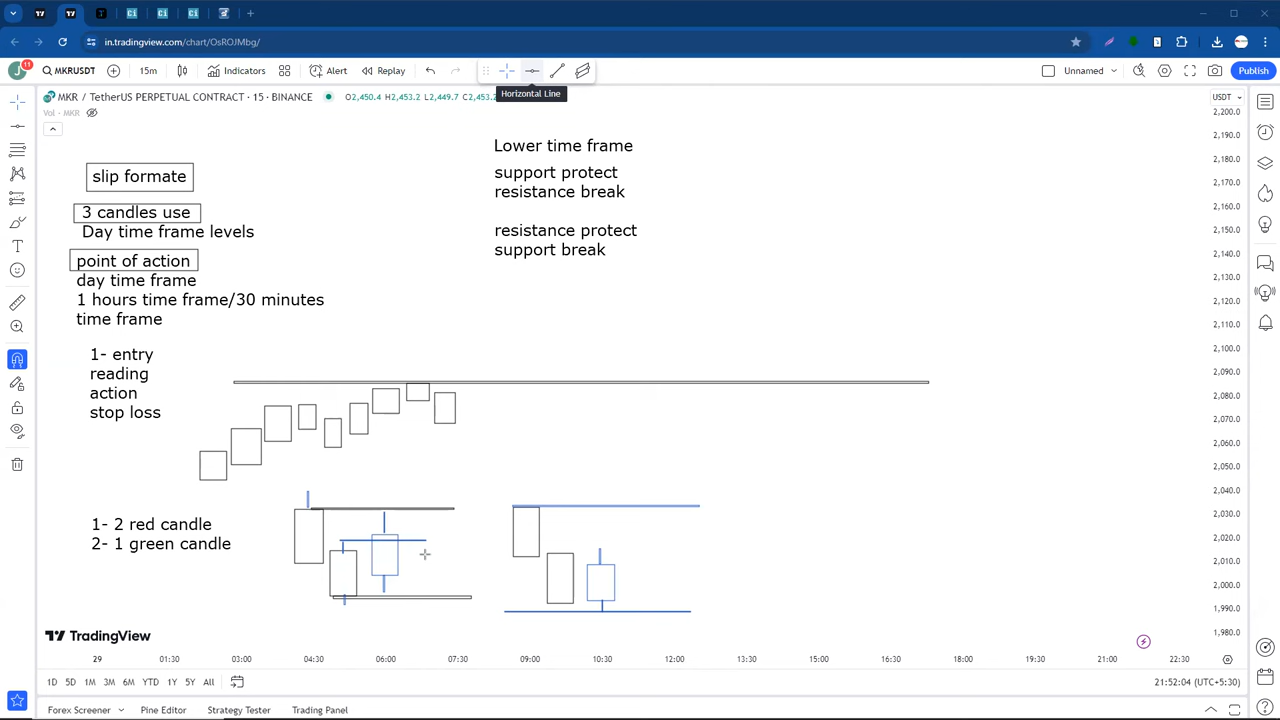 in.tradingview.com/chart/OsROJMbg/
J 11 MKRUSDT 15m Indicators Alert Replay Unnamed Publish
Horizontal Line
MKR / TetherUS PERPETUAL CONTRACT · 15 · BINANCE O2,450.4 H2,453.2 L2,449.7 C2,453.2 USDT
Vol · MKR
Lower time frame
support protect
resistance break
resistance protect
support break
slip formate
3 candles use
Day time frame levels
point of action
day time frame
1 hours time frame/30 minutes
time frame
1- entry
reading
action
stop loss
1- 2 red candle
2- 1 green candle
2,200.0
2,190.0
2,180.0
2,170.0
2,160.0
2,150.0
2,140.0
2,130.0
2,120.0
2,110.0
2,100.0
2,090.0
2,080.0
2,070.0
2,060.0
2,050.0
2,040.0
2,030.0
2,020.0
2,010.0
2,000.0
1,990.0
1,980.0
TradingView
29 01:30 03:00 04:30 06:00 07:30 09:00 10:30 12:00 13:30 15:00 16:30 18:00 19:30 21:00 22:30
1D 5D 1M 3M 6M YTD 1Y 5Y All 21:52:04 (UTC+5:30)
Forex Screener Pine Editor Strategy Tester Trading Panel